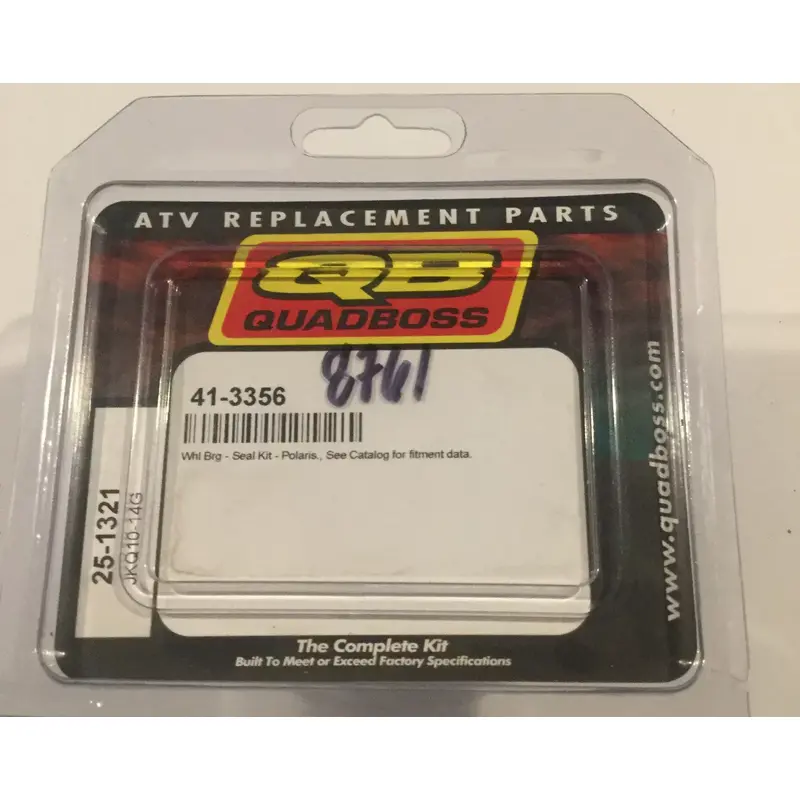 ATV REPLACEMENT PARTS
QB
QUADBOSS
8761
41-3356
Whl Brg - Seal Kit - Polaris., See Catalog for fitment data.
25-1321
JKQ10-14G
www.quadboss.com
The Complete Kit
Built To Meet or Exceed Factory Specifications